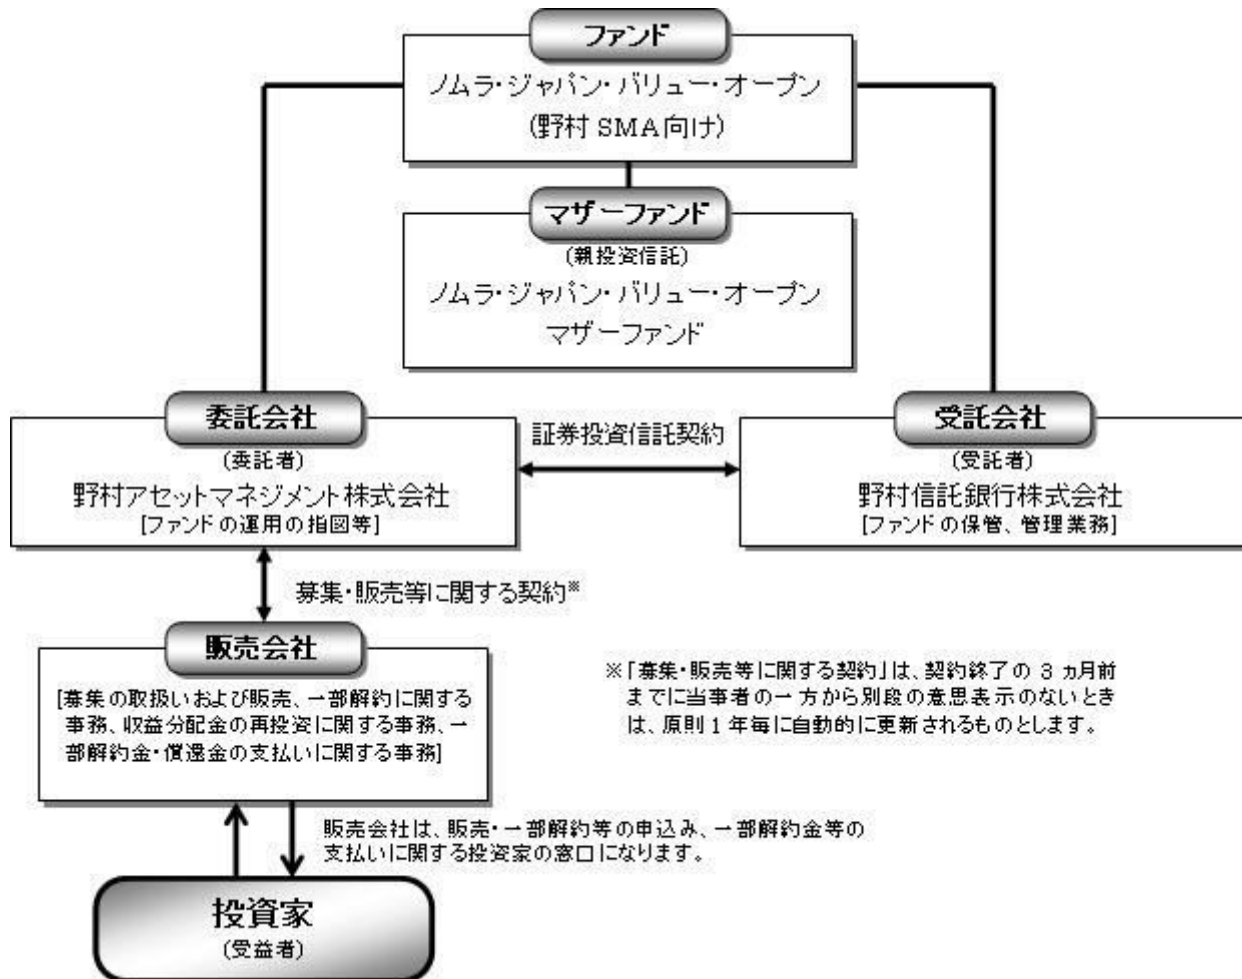 ファンド
ノムラ・ジャパン・バリュー・オープン
(野村 SMA 向け)
マザーファンド
(親投資信託)
ノムラ・ジャパン・バリュー・オープン
マザーファンド
委託会社
(委託者)
野村アセットマネジメント株式会社
[ファンドの運用の指図等]
証券投資信託契約
受託会社
(受託者)
野村信託銀行株式会社
[ファンドの保管、管理業務]
募集・販売等に関する契約※
販売会社
[募集の取扱いおよび販売、一部解約に関する
事務、収益分配金の再投資に関する事務、一
部解約金・償還金の支払いに関する事務]
※「募集・販売等に関する契約」は、契約終了の 3 ヵ月前
までに当事者の一方から別段の意思表示のないとき
は、原則 1 年毎に自動的に更新されるものとします。
販売会社は、販売・一部解約等の申込み、一部解約金等の
支払いに関する投資家の窓口になります。
投資家
(受益者)